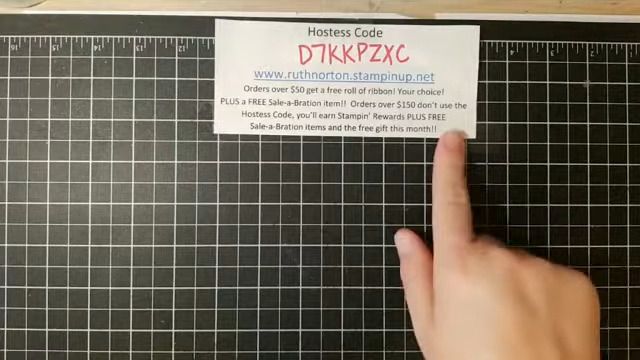 Hostess Code
D7KKPZXC
www.ruthnorton.stampinup.net
Orders over $50 get a free roll of ribbon! Your choice!
PLUS a FREE Sale-a-Bration item!! Orders over $150 don't use the
Hostess Code, you'll earn Stampin' Rewards PLUS FREE
Sale-a-Bration items and the free gift this month!!